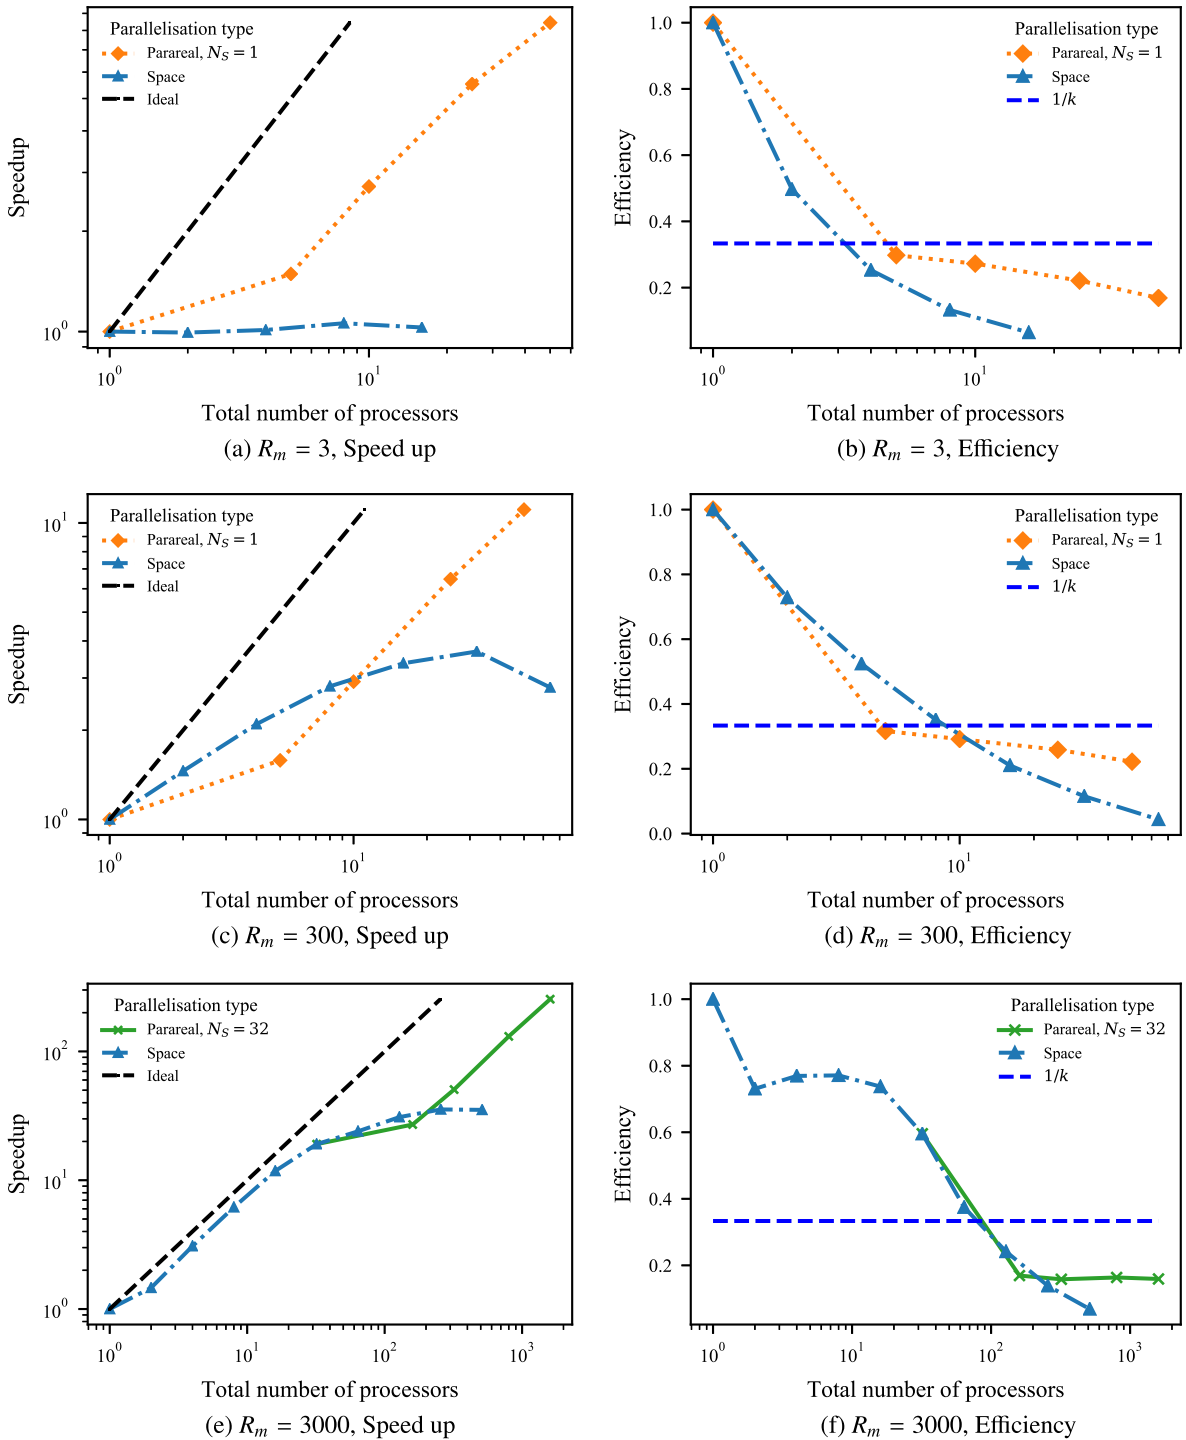 Parallelisation type
Parareal, N_S = 1
Space
Ideal
Speedup
10^0
10^0
10^1
Total number of processors
(a) R_m = 3, Speed up
Parallelisation type
Parareal, N_S = 1
Space
1/k
Efficiency
1.0
0.8
0.6
0.4
0.2
10^0
10^1
Total number of processors
(b) R_m = 3, Efficiency
Parallelisation type
Parareal, N_S = 1
Space
Ideal
Speedup
10^1
10^0
10^0
10^1
Total number of processors
(c) R_m = 300, Speed up
Parallelisation type
Parareal, N_S = 1
Space
1/k
Efficiency
1.0
0.8
0.6
0.4
0.2
0.0
10^0
10^1
Total number of processors
(d) R_m = 300, Efficiency
Parallelisation type
Parareal, N_S = 32
Space
Ideal
Speedup
10^2
10^1
10^0
10^0
10^1
10^2
10^3
Total number of processors
(e) R_m = 3000, Speed up
Parallelisation type
Parareal, N_S = 32
Space
1/k
Efficiency
1.0
0.8
0.6
0.4
0.2
10^0
10^1
10^2
10^3
Total number of processors
(f) R_m = 3000, Efficiency